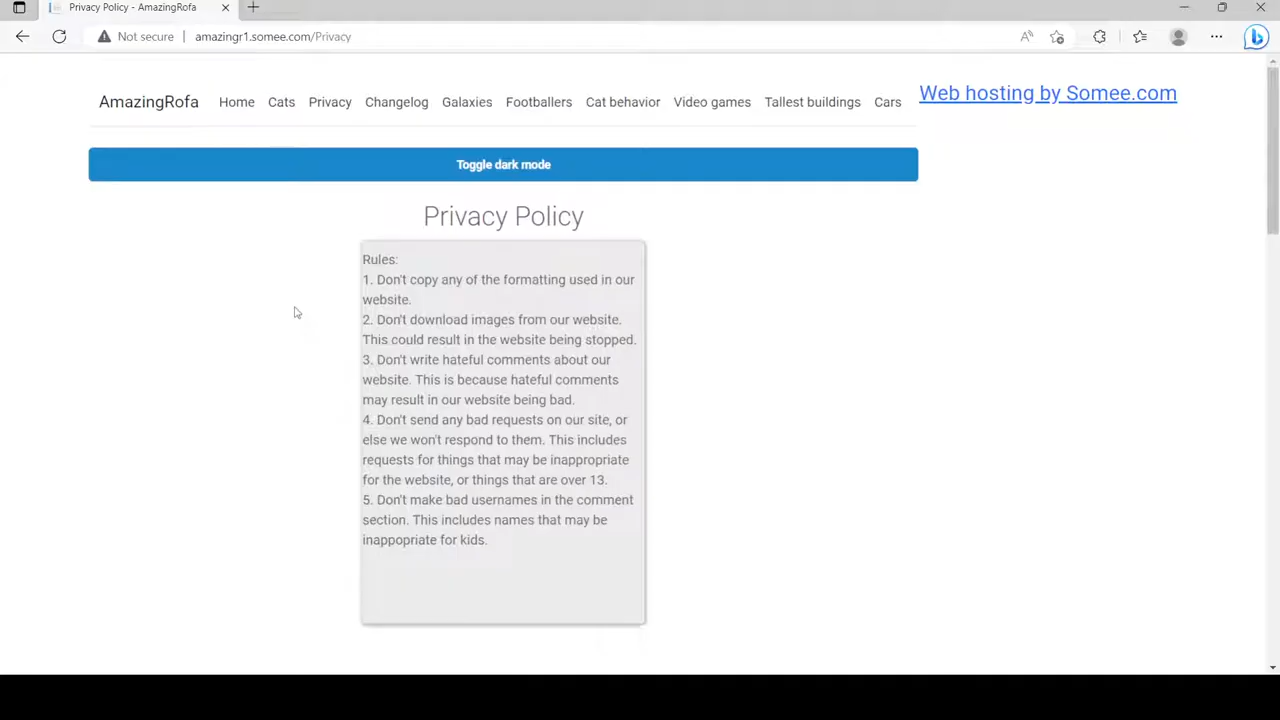 Privacy Policy - AmazingRofa
Not secure
amazingr1.somee.com/Privacy
AmazingRofa
Home
Cats
Privacy
Changelog
Galaxies
Footballers
Cat behavior
Video games
Tallest buildings
Cars
Web hosting by Somee.com
Toggle dark mode
Privacy Policy
Rules:
1. Don't copy any of the formatting used in our
website.
2. Don't download images from our website.
This could result in the website being stopped.
3. Don't write hateful comments about our
website. This is because hateful comments
may result in our website being bad.
4. Don't send any bad requests on our site, or
else we won't respond to them. This includes
requests for things that may be inappropriate
for the website, or things that are over 13.
5. Don't make bad usernames in the comment
section. This includes names that may be
inappopriate for kids.